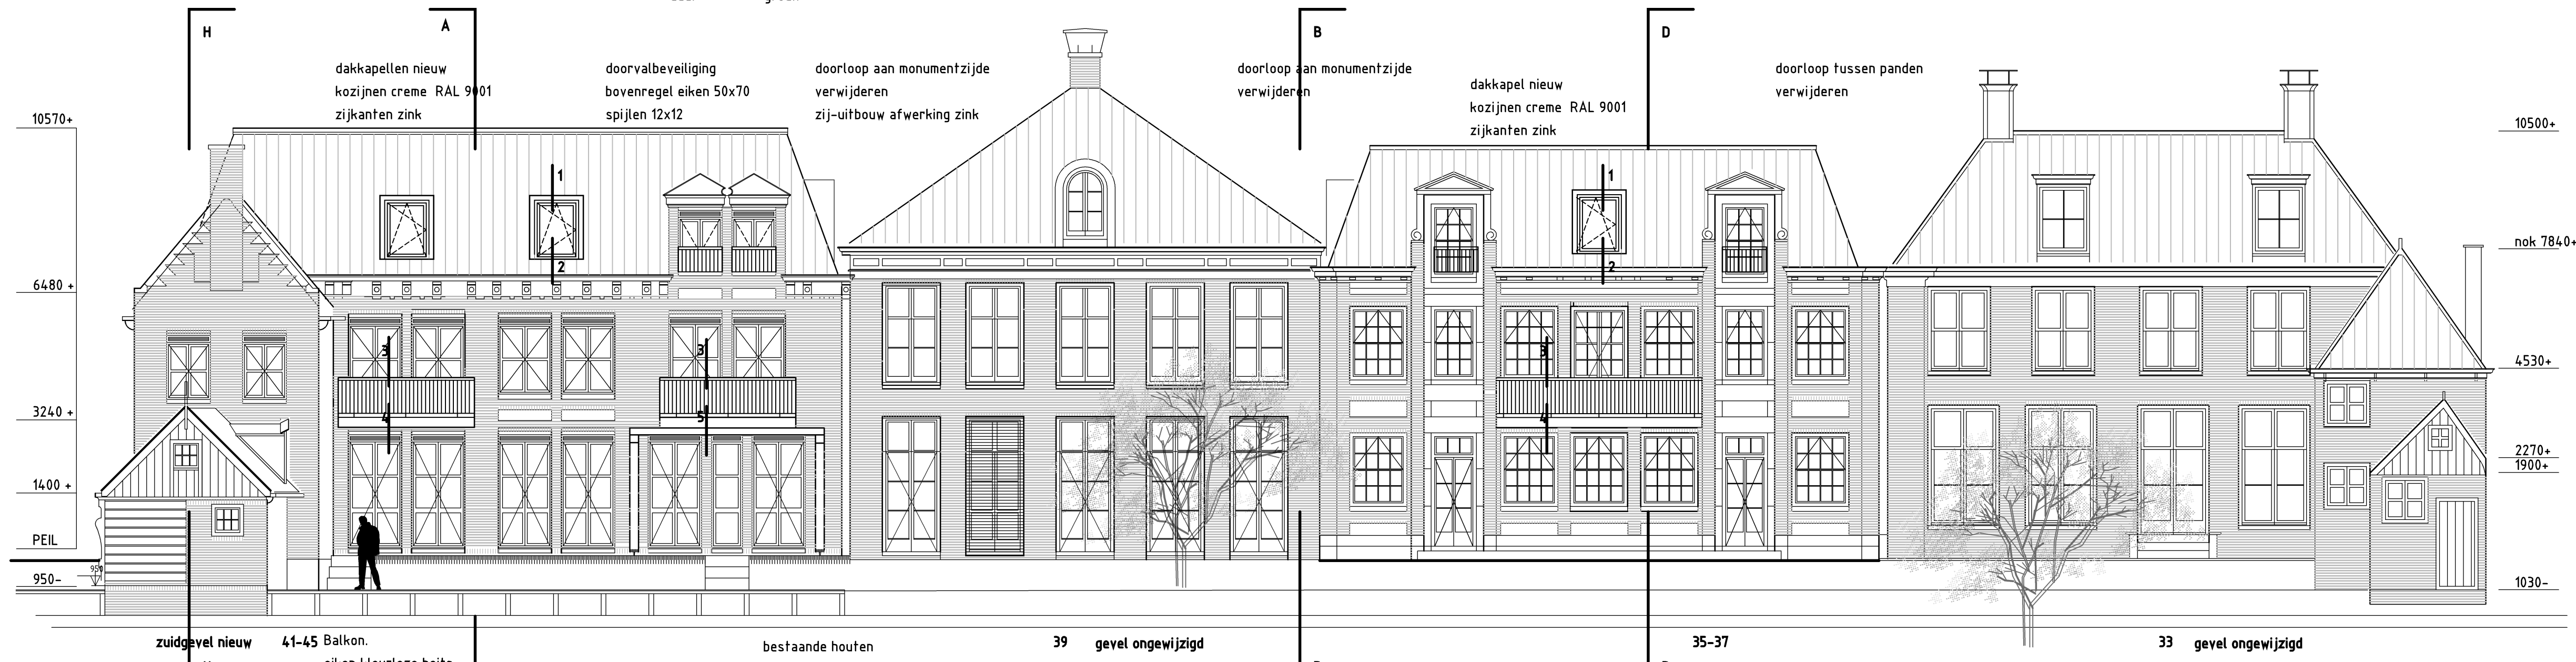 H
A
B
D
dakkapellen nieuw
kozijnen creme RAL 9001
zijkanten zink
doorvalbeveiliging
bovenregel eiken 50x70
spijlen 12x12
doorloop aan monumentzijde
verwijderen
zij-uitbouw afwerking zink
doorloop aan monumentzijde
verwijderen
dakkapel nieuw
kozijnen creme RAL 9001
zijkanten zink
doorloop tussen panden
verwijderen
10570+
6480 +
3240 +
1400 +
PEIL
950-
950
10500+
nok 7840+
4530+
2270+
1900+
1030-
1
2
1
2
3
4
3
5
3
4
zuidgevel nieuw
41-45
Balkon.
bestaande houten
39
gevel ongewijzigd
35-37
33
gevel ongewijzigd